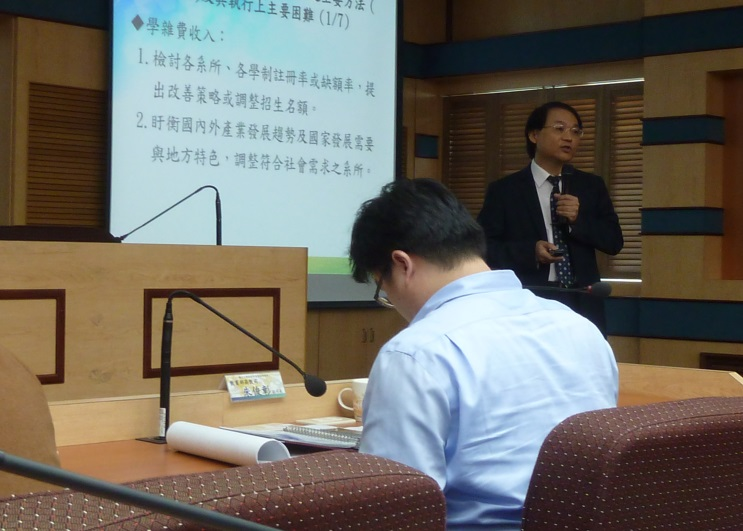 與執行上主要困難 (1/7)
◆學雜費收入：
1. 檢討各系所、各學制註冊率或缺額率，提
出改善策略或調整招生名額。
2. 盱衡國內外產業發展趨勢及國家發展需要
與地方特色，調整符合社會需求之系所。